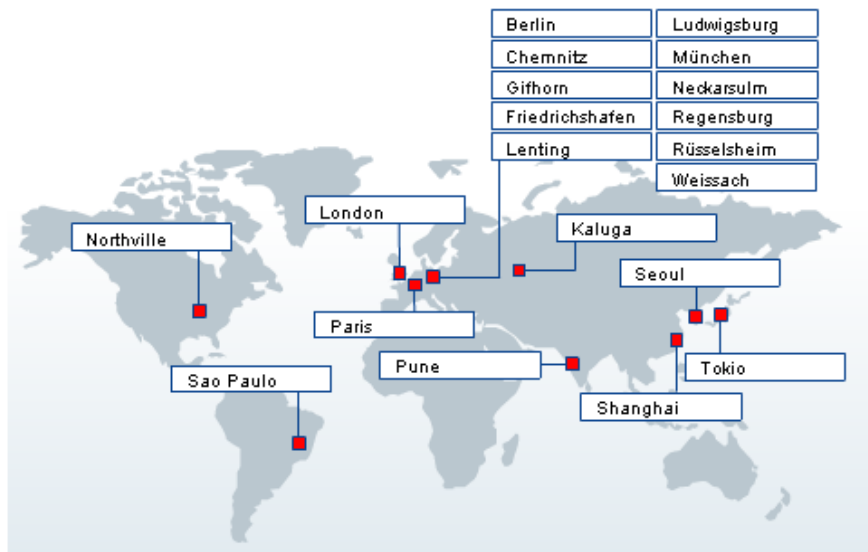 Berlin
Ludwigsburg
Chemnitz
München
Gifhorn
Neckarsulm
Friedrichshafen
Regensburg
Lenting
Rüsselsheim
Weissach
London
Kaluga
Northville
Seoul
Paris
Pune
Tokio
Sao Paulo
Shanghai